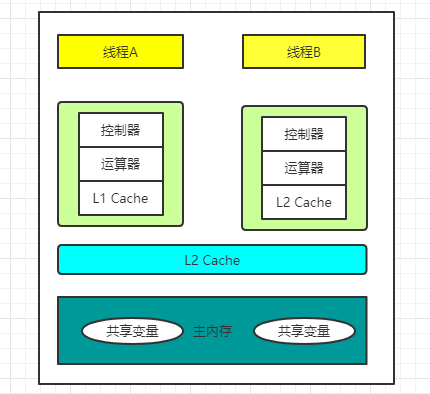 线程A
线程B
控制器
运算器
L1 Cache
控制器
运算器
L2 Cache
L2 Cache
共享变量
主内存
共享变量